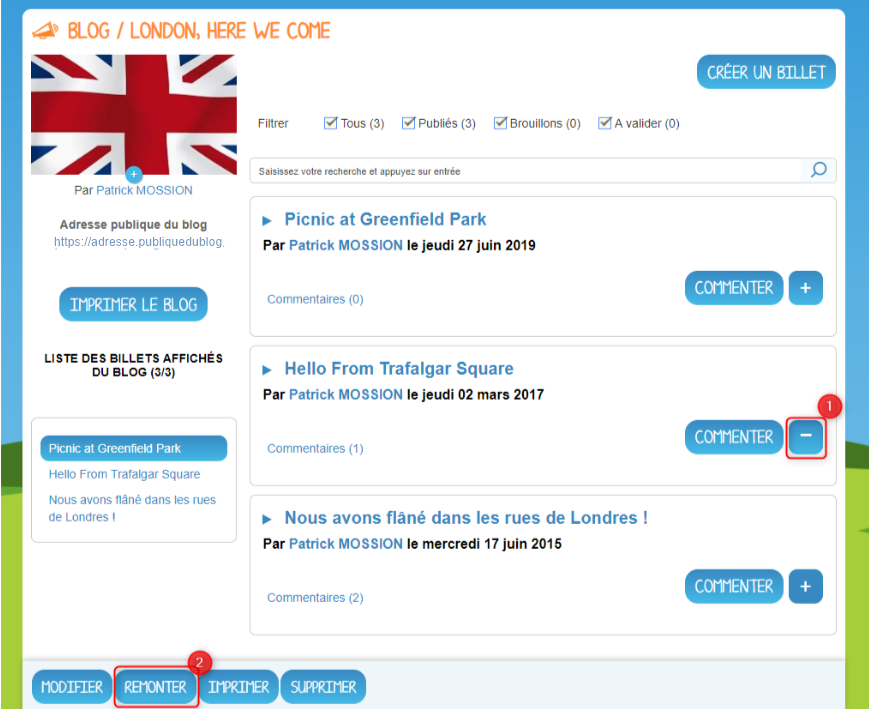 BLOG / LONDON, HERE WE COME
CRÉER UN BILLET
Filtrer Tous (3) Publiés (3) Brouillons (0) A valider (0)
Saisissez votre recherche et appuyez sur entrée
+
Par Patrick MOSSION
Adresse publique du blog
https://adresse.publiquedublog.
IMPRIMER LE BLOG
LISTE DES BILLETS AFFICHÉS
DU BLOG (3/3)
Picnic at Greenfield Park
Hello From Trafalgar Square
Nous avons flâné dans les rues
de Londres !
Picnic at Greenfield Park
Par Patrick MOSSION le jeudi 27 juin 2019
Commentaires (0)
COMMENTER +
Hello From Trafalgar Square
Par Patrick MOSSION le jeudi 02 mars 2017
1
Commentaires (1)
COMMENTER −
Nous avons flâné dans les rues de Londres !
Par Patrick MOSSION le mercredi 17 juin 2015
Commentaires (2)
COMMENTER +
2
MODIFIER REMONTER IMPRIMER SUPPRIMER